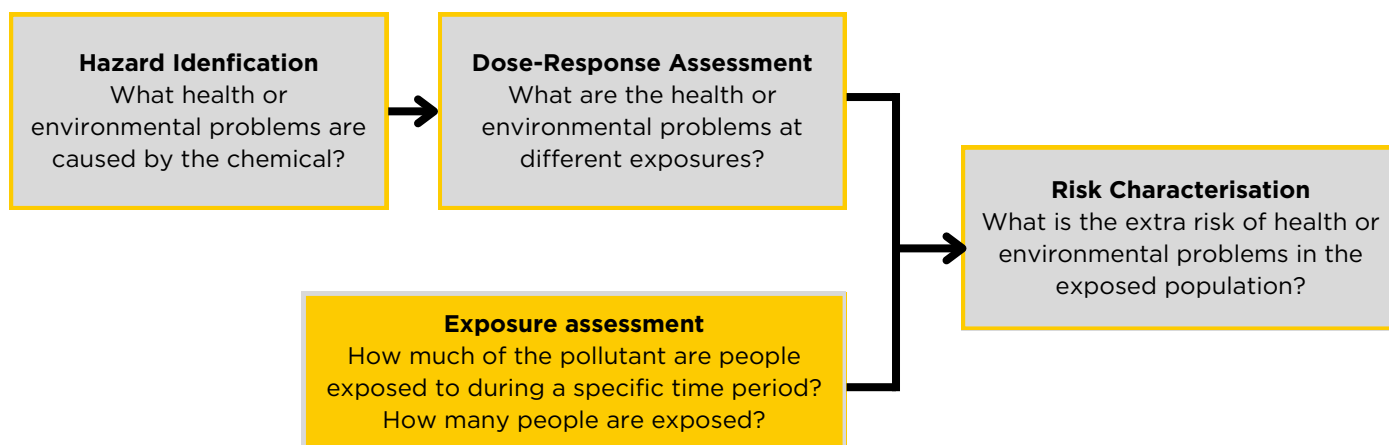 Hazard Idenfication
What health or
environmental problems are
caused by the chemical?
Dose-Response Assessment
What are the health or
environmental problems at
different exposures?
Exposure assessment
How much of the pollutant are people
exposed to during a specific time period?
How many people are exposed?
Risk Characterisation
What is the extra risk of health or
environmental problems in the
exposed population?